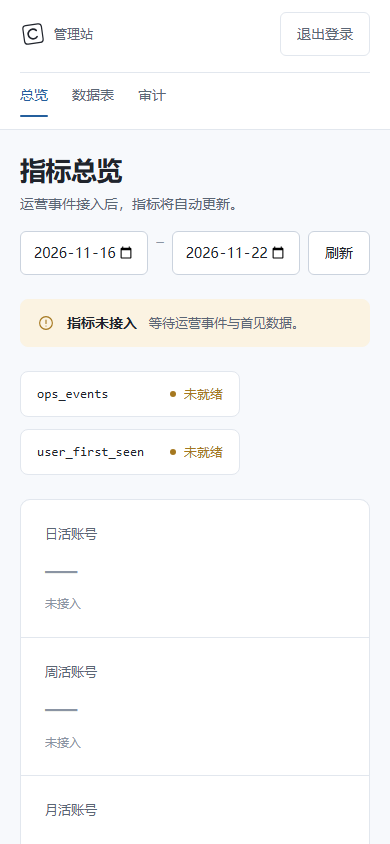 管理站
退出登录
总览 数据表 审计
指标总览
运营事件接入后，指标将自动更新。
2026-11-16 – 2026-11-22 刷新
指标未接入 等待运营事件与首见数据。
ops_events 未就绪
user_first_seen 未就绪
日活账号
——
未接入
周活账号
——
未接入
月活账号